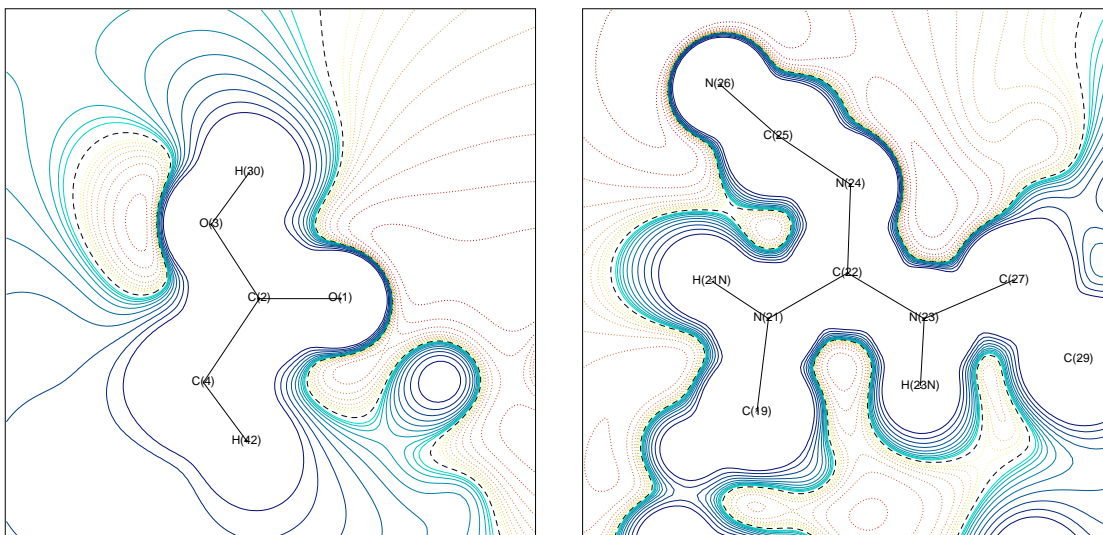 H(30)
O(3)
C(2)
O(1)
C(4)
H(42)
N(26)
C(25)
N(24)
C(22)
H(21N)
C(27)
N(21)
N(23)
C(29)
H(23N)
C(19)